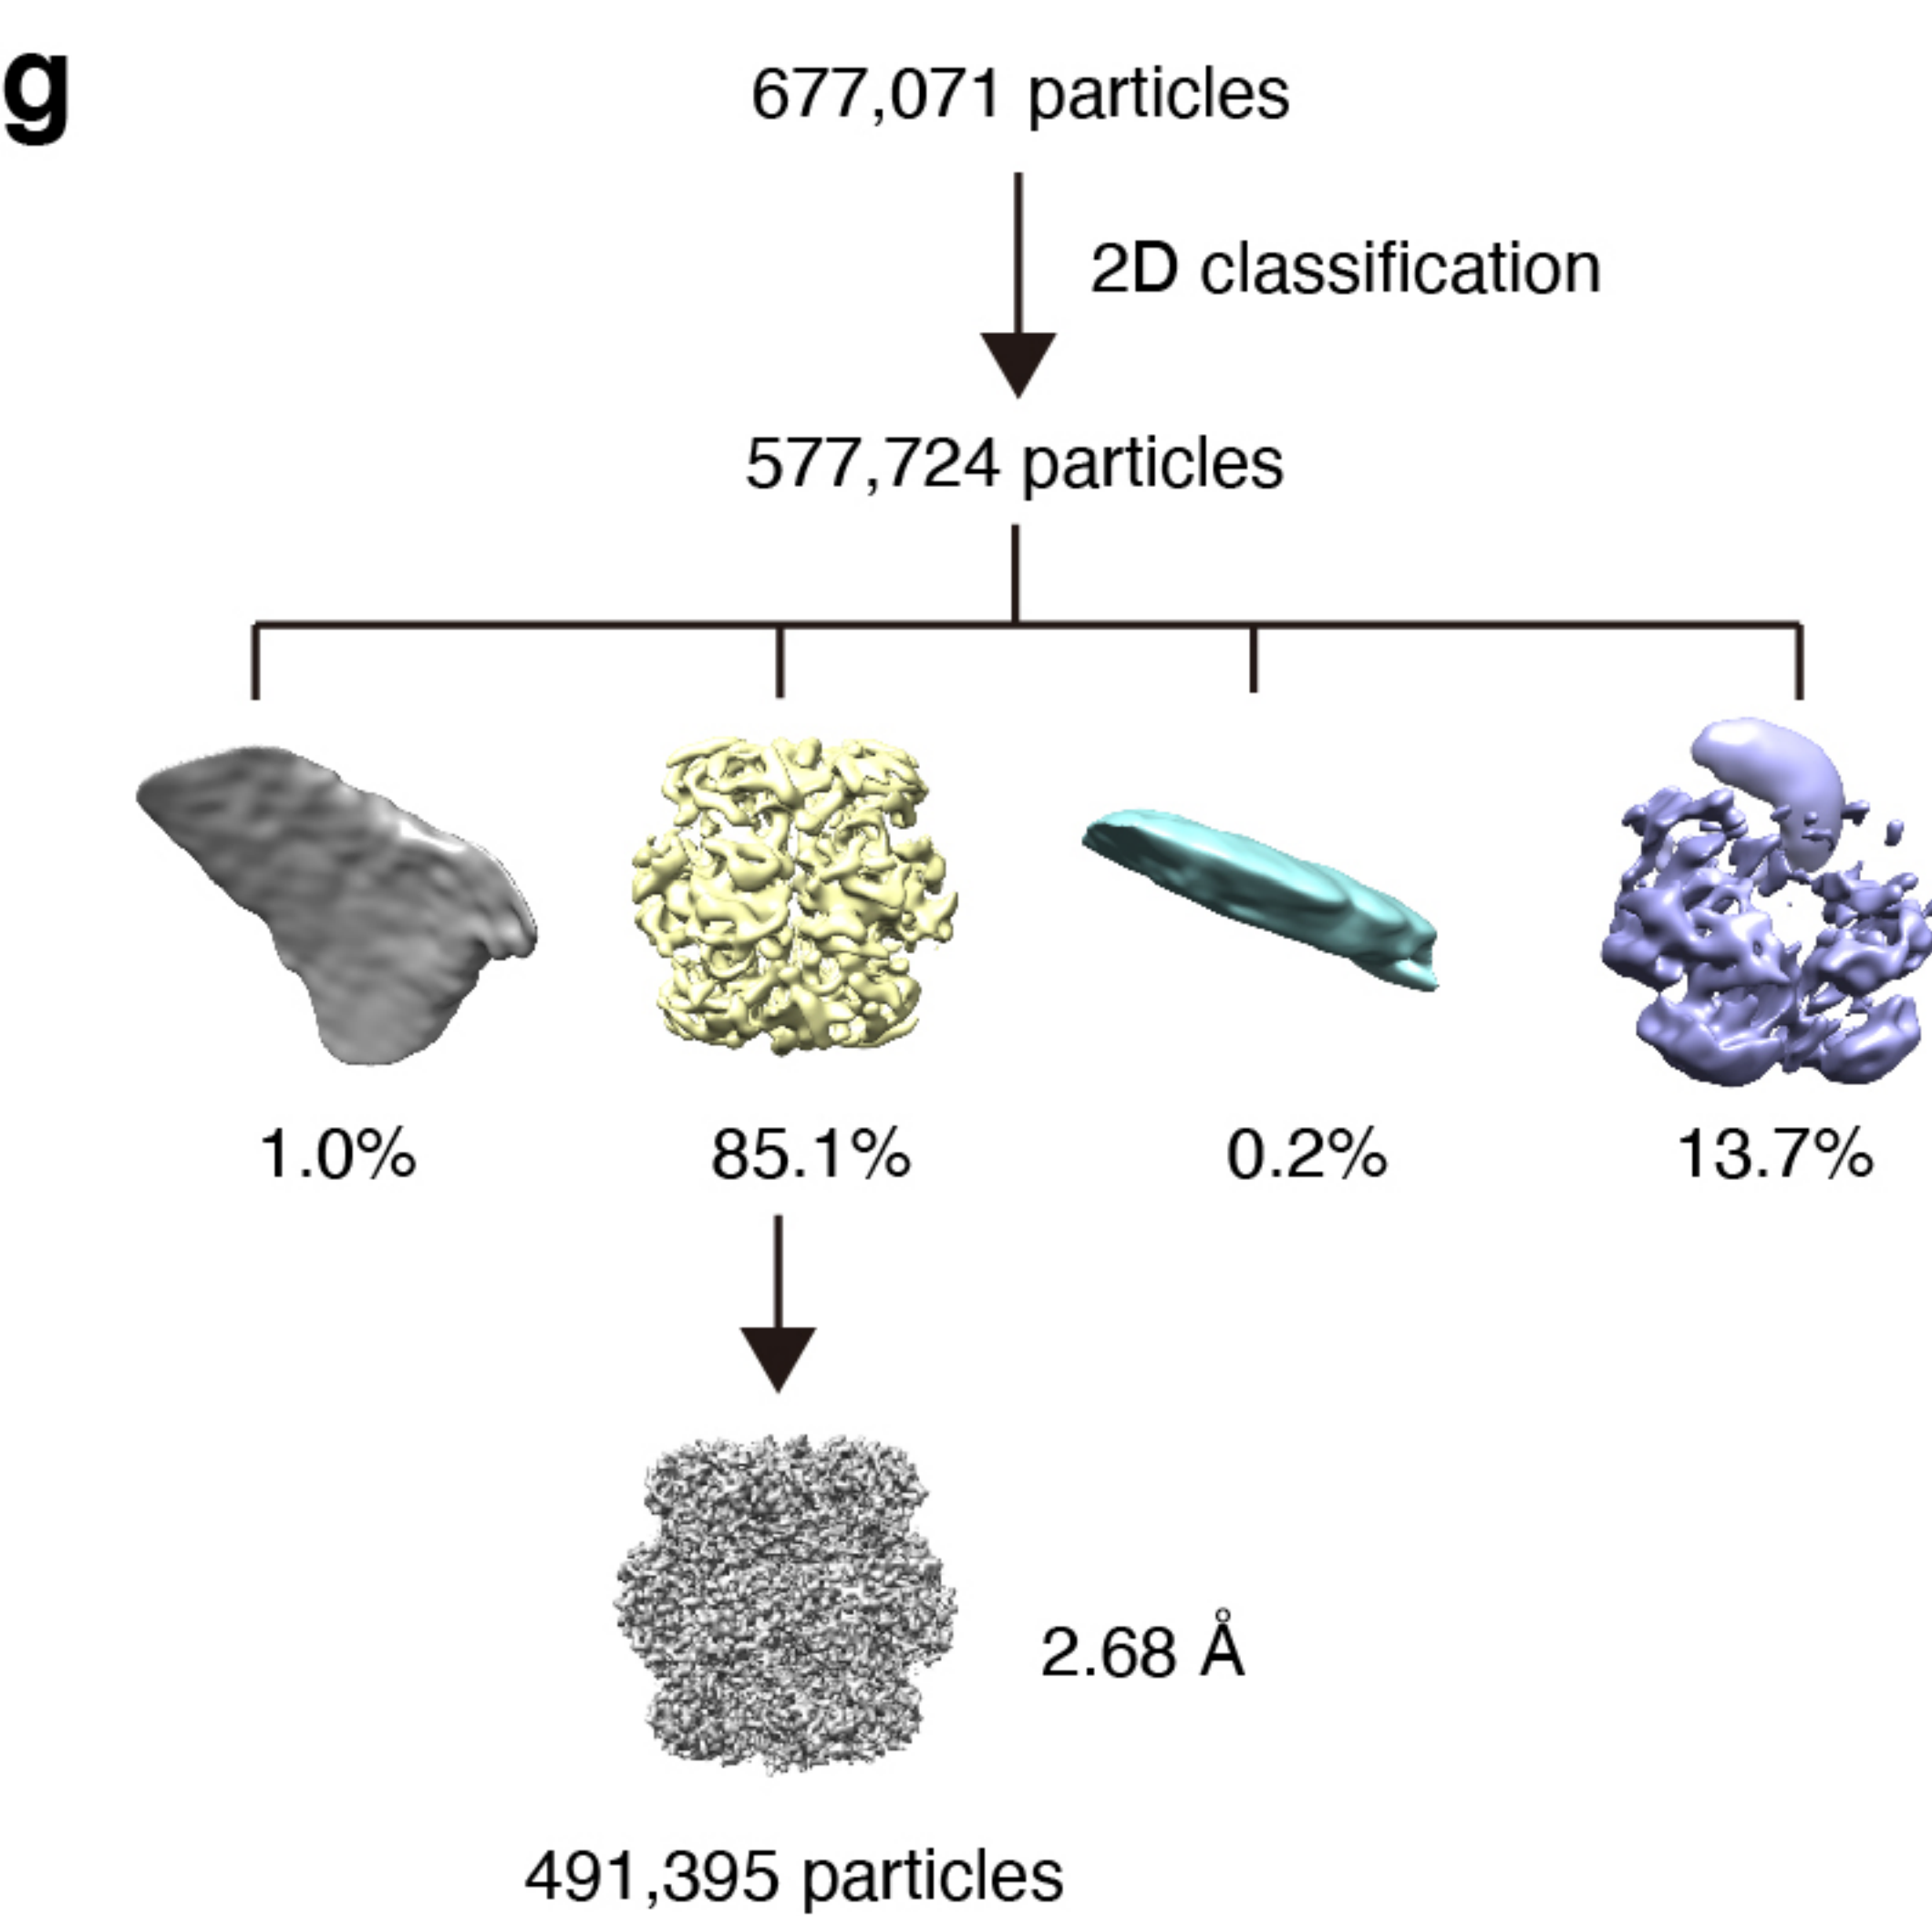 g
677,071 particles
2D classification
577,724 particles
1.0%
85.1%
0.2%
13.7%
2.68 Å
491,395 particles